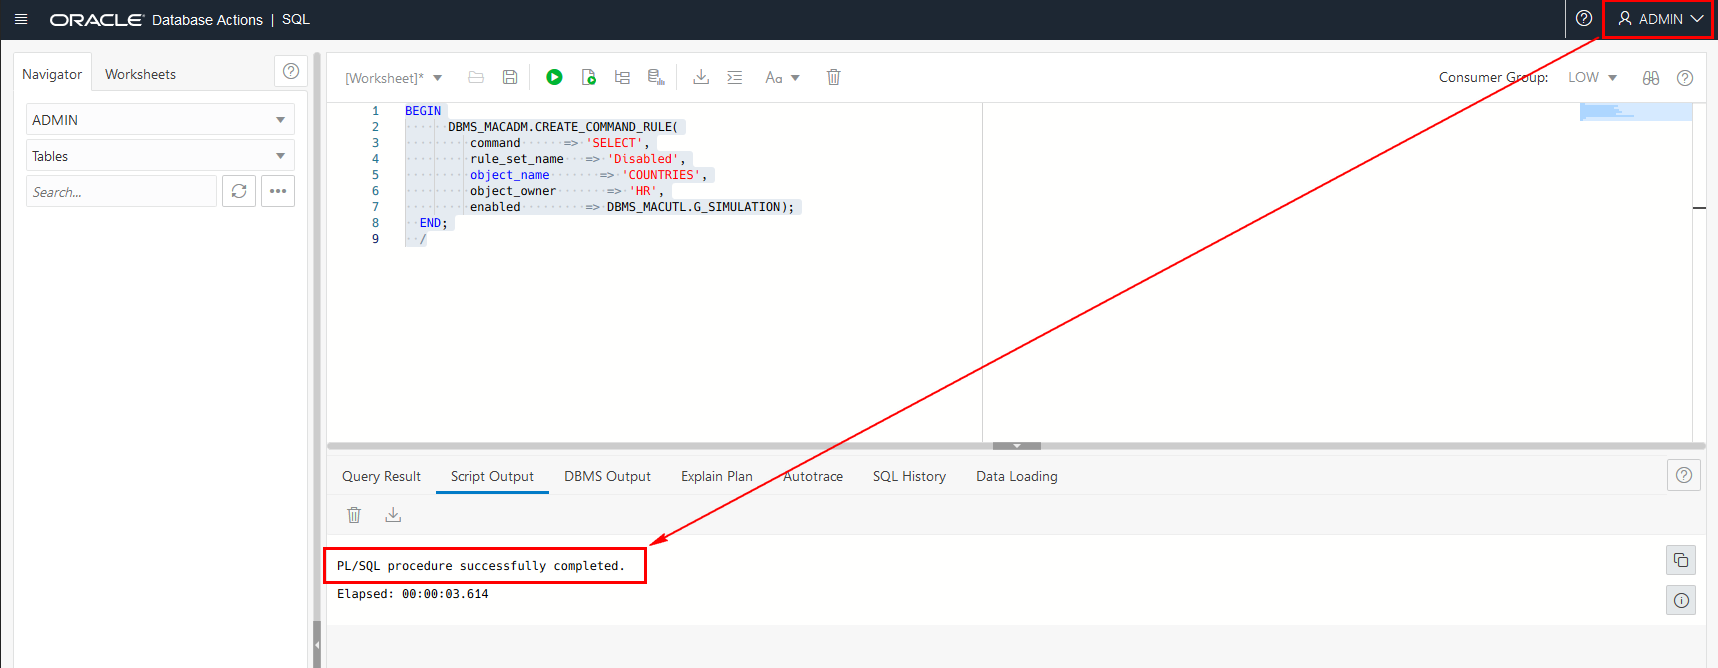 ORACLE Database Actions | SQL
ADMIN
Navigator
Worksheets
ADMIN
Tables
Search...
[Worksheet]*
Aa
Consumer Group: LOW
1 BEGIN
2 DBMS_MACADM.CREATE_COMMAND_RULE(
3 command => 'SELECT',
4 rule_set_name => 'Disabled',
5 object_name => 'COUNTRIES',
6 object_owner => 'HR',
7 enabled => DBMS_MACUTL.G_SIMULATION);
8 END;
9 /
Query Result
Script Output
DBMS Output
Explain Plan
Autotrace
SQL History
Data Loading
PL/SQL procedure successfully completed.
Elapsed: 00:00:03.614